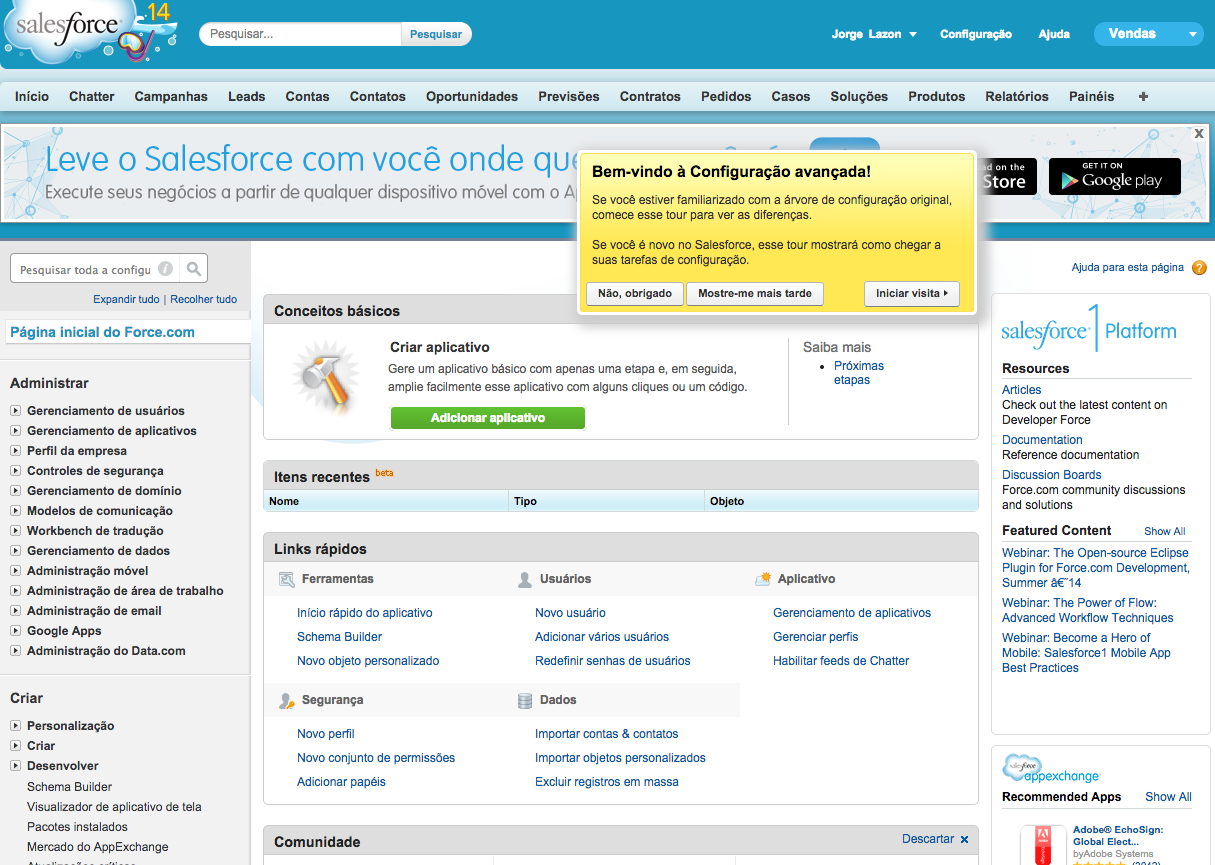 salesforce
14
Pesquisar...
Pesquisar
Jorge Lazon
Configuração
Ajuda
Vendas
Início Chatter Campanhas Leads Contas Contatos Oportunidades Previsões Contratos Pedidos Casos Soluções Produtos Relatórios Painéis +
Leve o Salesforce com você onde
Execute seus negócios a partir de qualquer dispositivo móvel com o
X
on the
Store
GET IT ON
Google play
Bem-vindo à Configuração avançada!
Se você estiver familiarizado com a árvore de configuração original,
comece esse tour para ver as diferenças.
Se você é novo no Salesforce, esse tour mostrará como chegar a
suas tarefas de configuração.
Não, obrigado
Mostre-me mais tarde
Iniciar visita
Pesquisar toda a configu
i
Expandir tudo | Recolher tudo
Página inicial do Force.com
Administrar
Gerenciamento de usuários
Gerenciamento de aplicativos
Perfil da empresa
Controles de segurança
Gerenciamento de domínio
Modelos de comunicação
Workbench de tradução
Gerenciamento de dados
Administração móvel
Administração de área de trabalho
Administração de email
Google Apps
Administração do Data.com
Criar
Personalização
Criar
Desenvolver
Schema Builder
Visualizador de aplicativo de tela
Pacotes instalados
Mercado do AppExchange
Atualizações críticas
Conceitos básicos
Criar aplicativo
Gere um aplicativo básico com apenas uma etapa e, em seguida,
amplie facilmente esse aplicativo com alguns cliques ou um código.
Adicionar aplicativo
Saiba mais
• Próximas
etapas
Itens recentes beta
Nome Tipo Objeto
Links rápidos
Ferramentas
Início rápido do aplicativo
Schema Builder
Novo objeto personalizado
Usuários
Novo usuário
Adicionar vários usuários
Redefinir senhas de usuários
Aplicativo
Gerenciamento de aplicativos
Gerenciar perfis
Habilitar feeds de Chatter
Segurança
Novo perfil
Novo conjunto de permissões
Adicionar papéis
Dados
Importar contas & contatos
Importar objetos personalizados
Excluir registros em massa
Comunidade
Descartar x
Ajuda para esta página ?
salesforce1 Platform
Resources
Articles
Check out the latest content on
Developer Force
Documentation
Reference documentation
Discussion Boards
Force.com community discussions
and solutions
Featured Content Show All
Webinar: The Open-source Eclipse
Plugin for Force.com Development,
Summer â€˜14
Webinar: The Power of Flow:
Advanced Workflow Techniques
Webinar: Become a Hero of
Mobile: Salesforce1 Mobile App
Best Practices
salesforce
appexchange
Recommended Apps Show All
Adobe
Adobe® EchoSign:
Global Elect...
byAdobe Systems